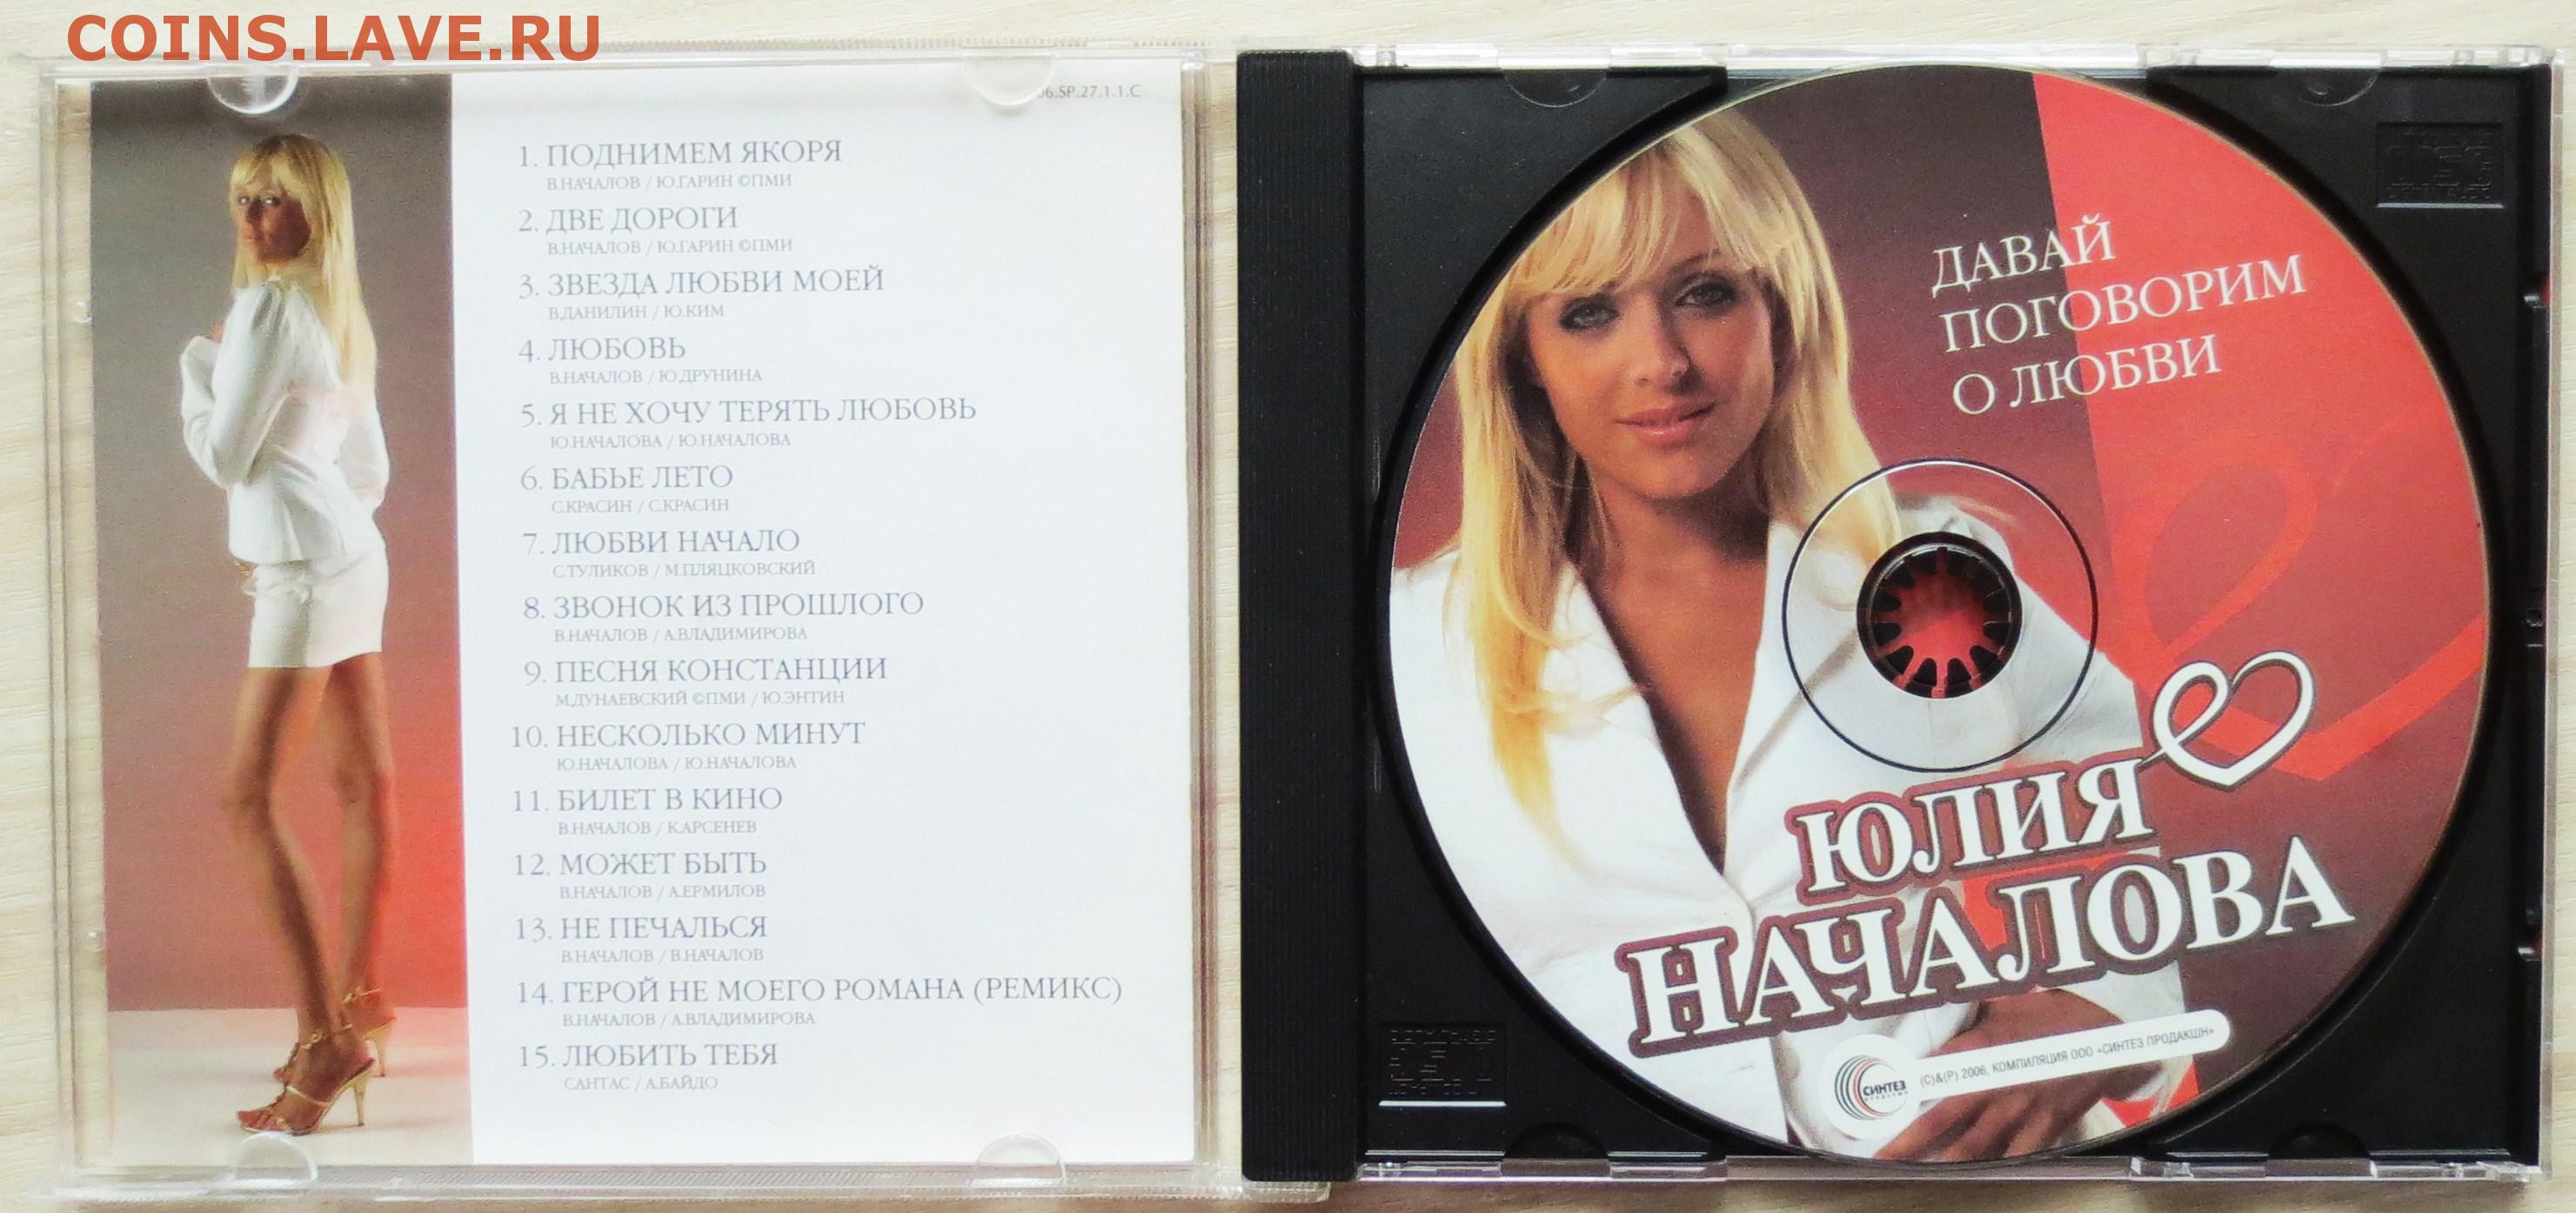 COINS.LAVE.RU
06.SP.27.1.1.C
1. ПОДНИМЕМ ЯКОРЯ
В.НАЧАЛОВ / Ю.ГАРИН ©ПМИ
2. ДВЕ ДОРОГИ
В.НАЧАЛОВ / Ю.ГАРИН ©ПМИ
3. ЗВЕЗДА ЛЮБВИ МОЕЙ
В.ДАНИЛИН / Ю.КИМ
4. ЛЮБОВЬ
В.НАЧАЛОВ / Ю.ДРУНИНА
5. Я НЕ ХОЧУ ТЕРЯТЬ ЛЮБОВЬ
Ю.НАЧАЛОВА / Ю.НАЧАЛОВА
6. БАБЬЕ ЛЕТО
С.КРАСИН / С.КРАСИН
7. ЛЮБВИ НАЧАЛО
С.ТУЛИКОВ / М.ПЛЯЦКОВСКИЙ
8. ЗВОНОК ИЗ ПРОШЛОГО
В.НАЧАЛОВ / А.ВЛАДИМИРОВА
9. ПЕСНЯ КОНСТАНЦИИ
М.ДУНАЕВСКИЙ ©ПМИ / Ю.ЭНТИН
10. НЕСКОЛЬКО МИНУТ
Ю.НАЧАЛОВА / Ю.НАЧАЛОВА
11. БИЛЕТ В КИНО
В.НАЧАЛОВ / К.АРСЕНЕВ
12. МОЖЕТ БЫТЬ
В.НАЧАЛОВ / А.ЕРМИЛОВ
13. НЕ ПЕЧАЛЬСЯ
В.НАЧАЛОВ / В.НАЧАЛОВ
14. ГЕРОЙ НЕ МОЕГО РОМАНА (РЕМИКС)
В.НАЧАЛОВ / А.ВЛАДИМИРОВА
15. ЛЮБИТЬ ТЕБЯ
САНТАС / А.БАЙДО
ДАВАЙ
ПОГОВОРИМ
О ЛЮБВИ
ЮЛИЯ
НАЧАЛОВА
СИНТЕЗ
(C)&(P) 2006, КОМПИЛЯЦИЯ ООО «СИНТЕЗ ПРОДАКШН»